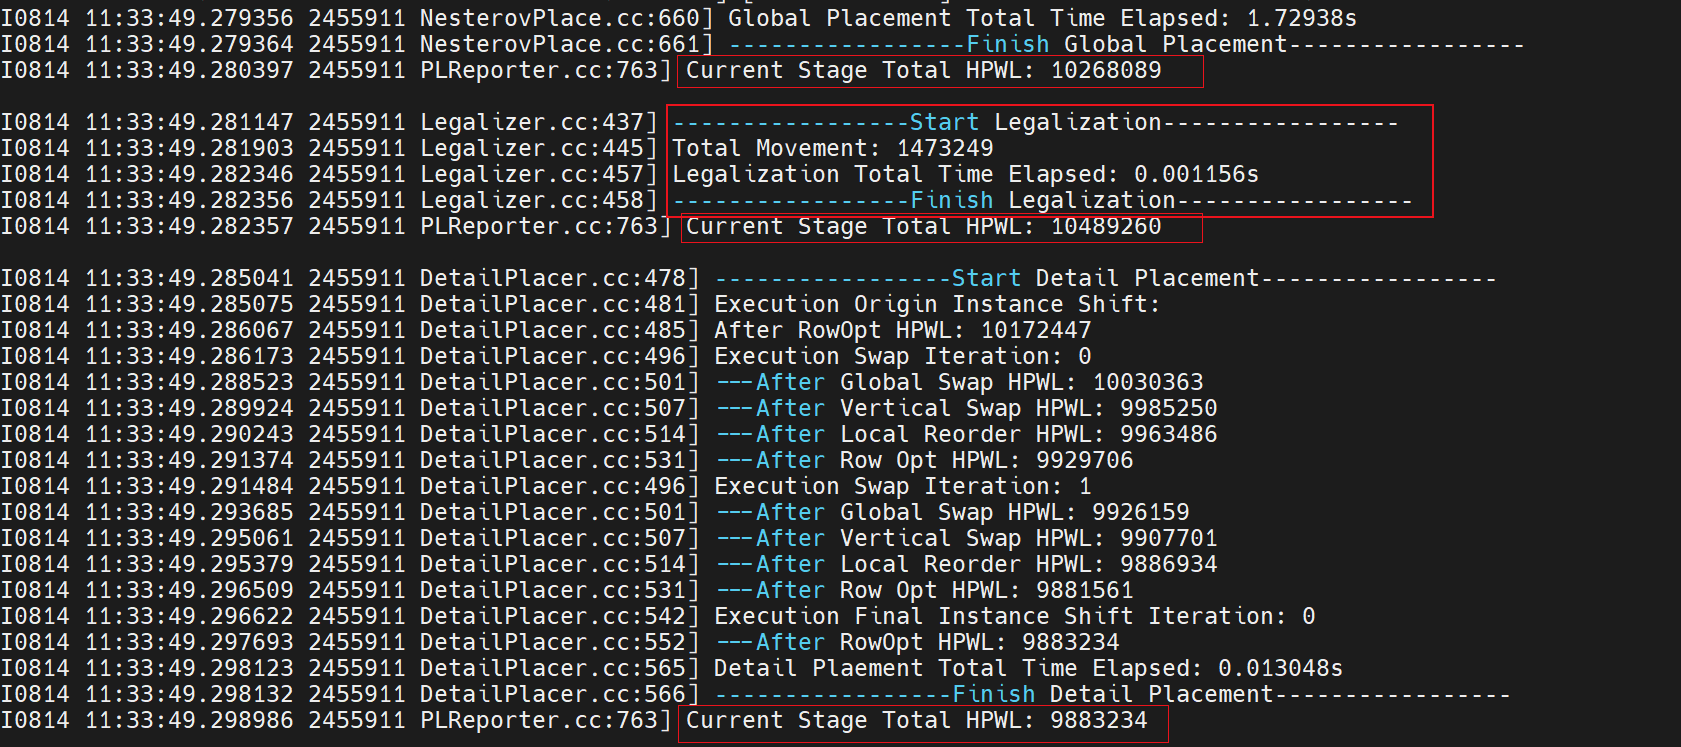 I0814 11:33:49.279356 2455911 NesterovPlace.cc:660] Global Placement Total Time Elapsed: 1.72938s
I0814 11:33:49.279364 2455911 NesterovPlace.cc:661] -----------------Finish Global Placement-----------------
I0814 11:33:49.280397 2455911 PLReporter.cc:763] Current Stage Total HPWL: 10268089
I0814 11:33:49.281147 2455911 Legalizer.cc:437] -----------------Start Legalization-----------------
I0814 11:33:49.281903 2455911 Legalizer.cc:445] Total Movement: 1473249
I0814 11:33:49.282346 2455911 Legalizer.cc:457] Legalization Total Time Elapsed: 0.001156s
I0814 11:33:49.282356 2455911 Legalizer.cc:458] -----------------Finish Legalization-----------------
I0814 11:33:49.282357 2455911 PLReporter.cc:763] Current Stage Total HPWL: 10489260
I0814 11:33:49.285041 2455911 DetailPlacer.cc:478] -----------------Start Detail Placement-----------------
I0814 11:33:49.285075 2455911 DetailPlacer.cc:481] Execution Origin Instance Shift:
I0814 11:33:49.286067 2455911 DetailPlacer.cc:485] After RowOpt HPWL: 10172447
I0814 11:33:49.286173 2455911 DetailPlacer.cc:496] Execution Swap Iteration: 0
I0814 11:33:49.288523 2455911 DetailPlacer.cc:501] ---After Global Swap HPWL: 10030363
I0814 11:33:49.289924 2455911 DetailPlacer.cc:507] ---After Vertical Swap HPWL: 9985250
I0814 11:33:49.290243 2455911 DetailPlacer.cc:514] ---After Local Reorder HPWL: 9963486
I0814 11:33:49.291374 2455911 DetailPlacer.cc:531] ---After Row Opt HPWL: 9929706
I0814 11:33:49.291484 2455911 DetailPlacer.cc:496] Execution Swap Iteration: 1
I0814 11:33:49.293685 2455911 DetailPlacer.cc:501] ---After Global Swap HPWL: 9926159
I0814 11:33:49.295061 2455911 DetailPlacer.cc:507] ---After Vertical Swap HPWL: 9907701
I0814 11:33:49.295379 2455911 DetailPlacer.cc:514] ---After Local Reorder HPWL: 9886934
I0814 11:33:49.296509 2455911 DetailPlacer.cc:531] ---After Row Opt HPWL: 9881561
I0814 11:33:49.296622 2455911 DetailPlacer.cc:542] Execution Final Instance Shift Iteration: 0
I0814 11:33:49.297693 2455911 DetailPlacer.cc:552] ---After RowOpt HPWL: 9883234
I0814 11:33:49.298123 2455911 DetailPlacer.cc:565] Detail Plaement Total Time Elapsed: 0.013048s
I0814 11:33:49.298132 2455911 DetailPlacer.cc:566] -----------------Finish Detail Placement-----------------
I0814 11:33:49.298986 2455911 PLReporter.cc:763] Current Stage Total HPWL: 9883234